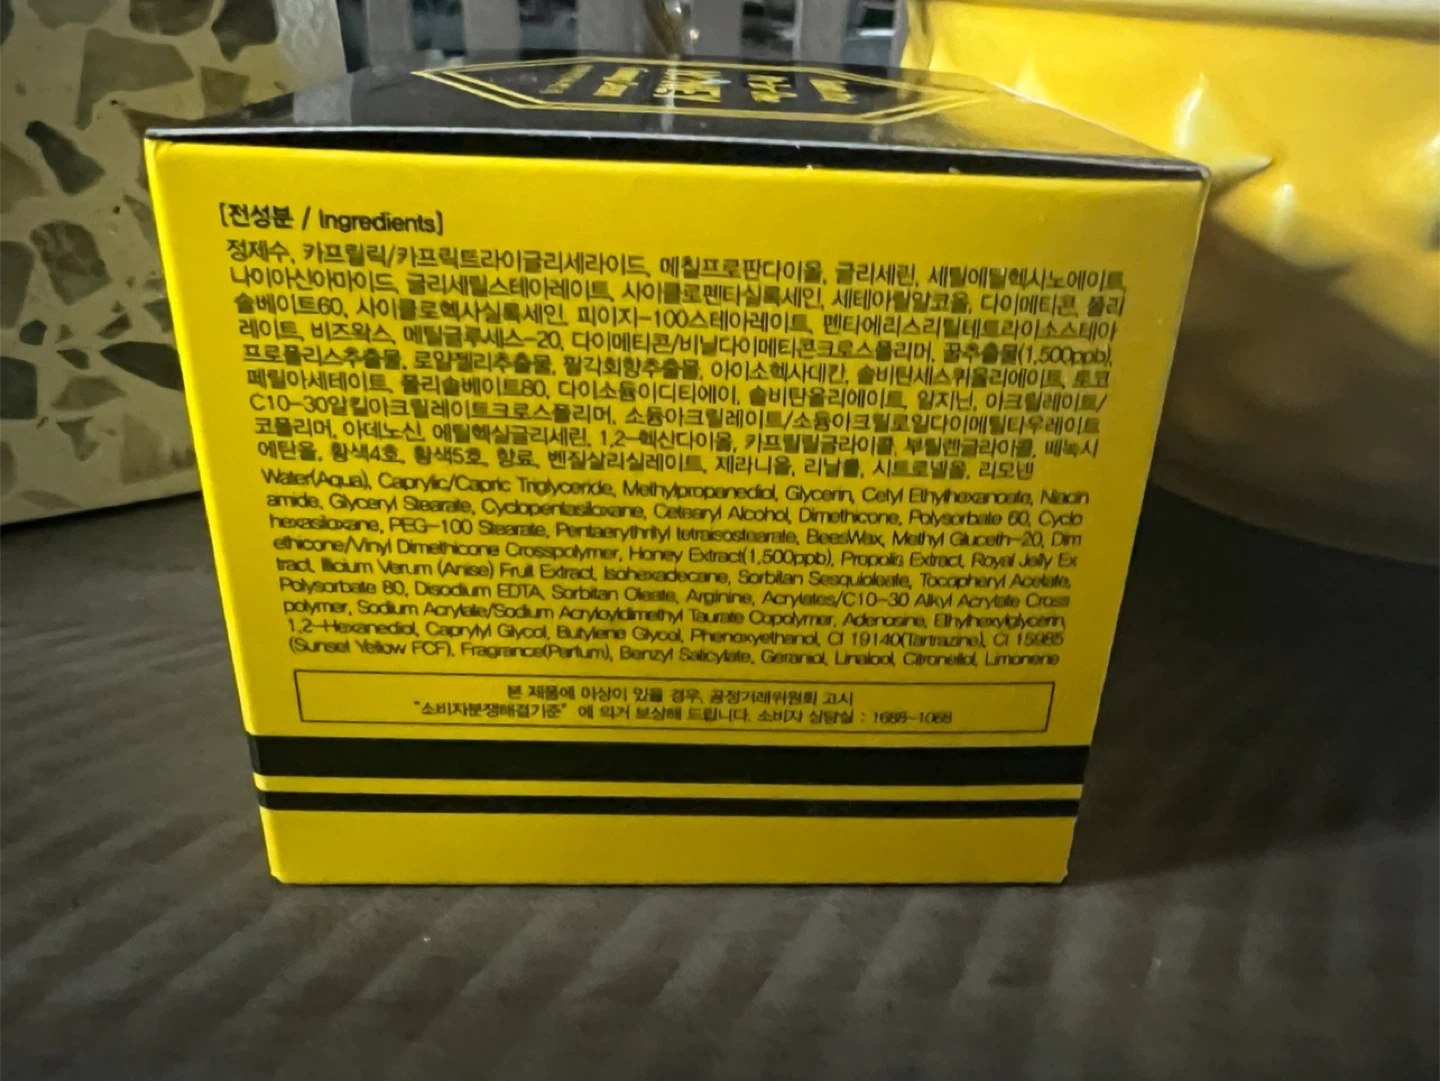 [전성분 / Ingredients]
정제수, 카프릴릭/카프릭트라이글리세라이드, 메칠프로판다이올, 글리세린, 세틸에틸헥사노에이트,
나이아신아마이드, 글리세릴스테아레이트, 사이클로펜타실록세인, 세테아릴알코올, 다이메티콘, 폴리
솔베이트60, 사이클로헥사실록세인, 피이지-100스테아레이트, 펜타에리스리틸테트라이소스테아
레이트, 비즈왁스, 메틸글루세스-20, 다이메티콘/비닐다이메티콘크로스폴리머, 꿀추출물(1,500ppb),
프로폴리스추출물, 로얄젤리추출물, 팔각회향추출물, 아이소헥사데칸, 솔비탄세스퀴올리에이트, 토코
페릴아세테이트, 폴리솔베이트80, 다이소듐이디티에이, 솔비탄올리에이트, 알지닌, 아크릴레이트/
C10-30알킬아크릴레이트크로스폴리머, 소듐아크릴레이트/소듐아크릴로일다이메틸타우레이트
코폴리머, 아데노신, 에틸헥실글리세린, 1,2-헥산다이올, 카프릴릴글라이콜, 부틸렌글라이콜, 페녹시
에탄올, 황색4호, 황색5호, 향료, 벤질살리실레이트, 제라니올, 리날룰, 시트로넬올, 리모넨
Water(Aqua), Caprylic/Capric Triglyceride, Methylpropanediol, Glycerin, Cetyl Ethylhexanoate, Niacin
amide, Glyceryl Stearate, Cyclopentasiloxane, Cetearyl Alcohol, Dimethicone, Polysorbate 60, Cyclo
hexasiloxane, PEG-100 Stearate, Pentaerythrityl tetraisostearate, BeesWax, Methyl Gluceth-20, Dim
ethicone/Vinyl Dimethicone Crosspolymer, Honey Extract(1,500ppb), Propolis Extract, Royal Jelly Ex
tract, Illicium Verum (Anise) Fruit Extract, Isohexadecane, Sorbitan Sesquioleate, Tocopheryl Acetate,
Polysorbate 80, Disodium EDTA, Sorbitan Oleate, Arginine, Acrylates/C10-30 Alkyl Acrylate Cross
polymer, Sodium Acrylate/Sodium Acryloyldimethyl Taurate Copolymer, Adenosine, Ethylhexylglycerin,
1,2-Hexanediol, Caprylyl Glycol, Butylene Glycol, Phenoxyethanol, CI 19140(Tartrazine), CI 15985
(Sunset Yellow FCF), Fragrance(Parfum), Benzyl Salicylate, Geraniol, Linalool, Citronellol, Limonene
본 제품에 이상이 있을 경우, 공정거래위원회 고시
"소비자분쟁해결기준" 에 의거 보상해 드립니다. 소비자 상담실 : 1688-1068